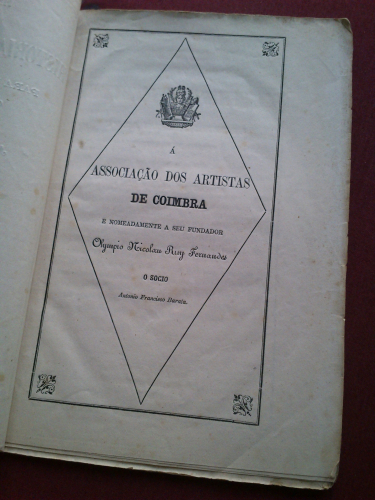 Á
ASSOCIAÇÃO DOS ARTISTAS
DE COIMBRA
E NOMEADAMENTE A SEU FUNDADOR
Olympio Nicolau Ruy Fernandes
O SOCIO
Antonio Francisco Barata.